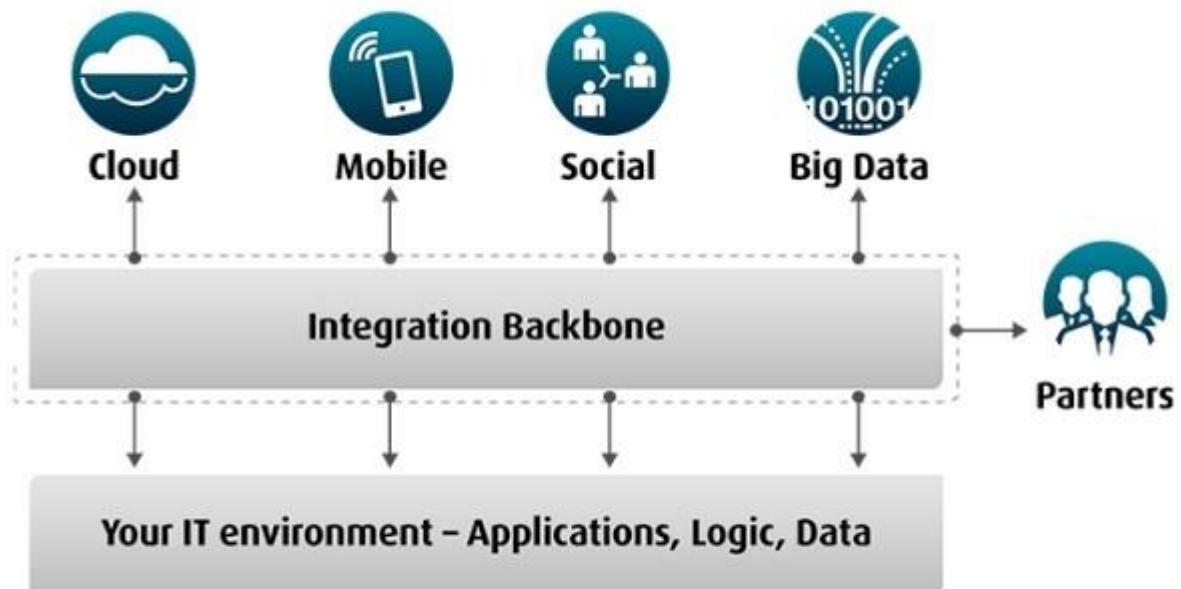 101001
Cloud
Mobile
Social
Big Data
Integration Backbone
Partners
Your IT environment – Applications, Logic, Data